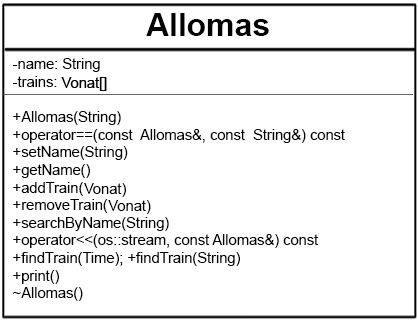 Allomas
-name: String
-trains: Vonat[]
+Allomas(String)
+operator==(const Allomas&, const String&) const
+setName(String)
+getName()
+addTrain(Vonat)
+removeTrain(Vonat)
+searchByName(String)
+operator<<(os::stream, const Allomas&) const
+findTrain(Time); +findTrain(String)
+print()
~Allomas()